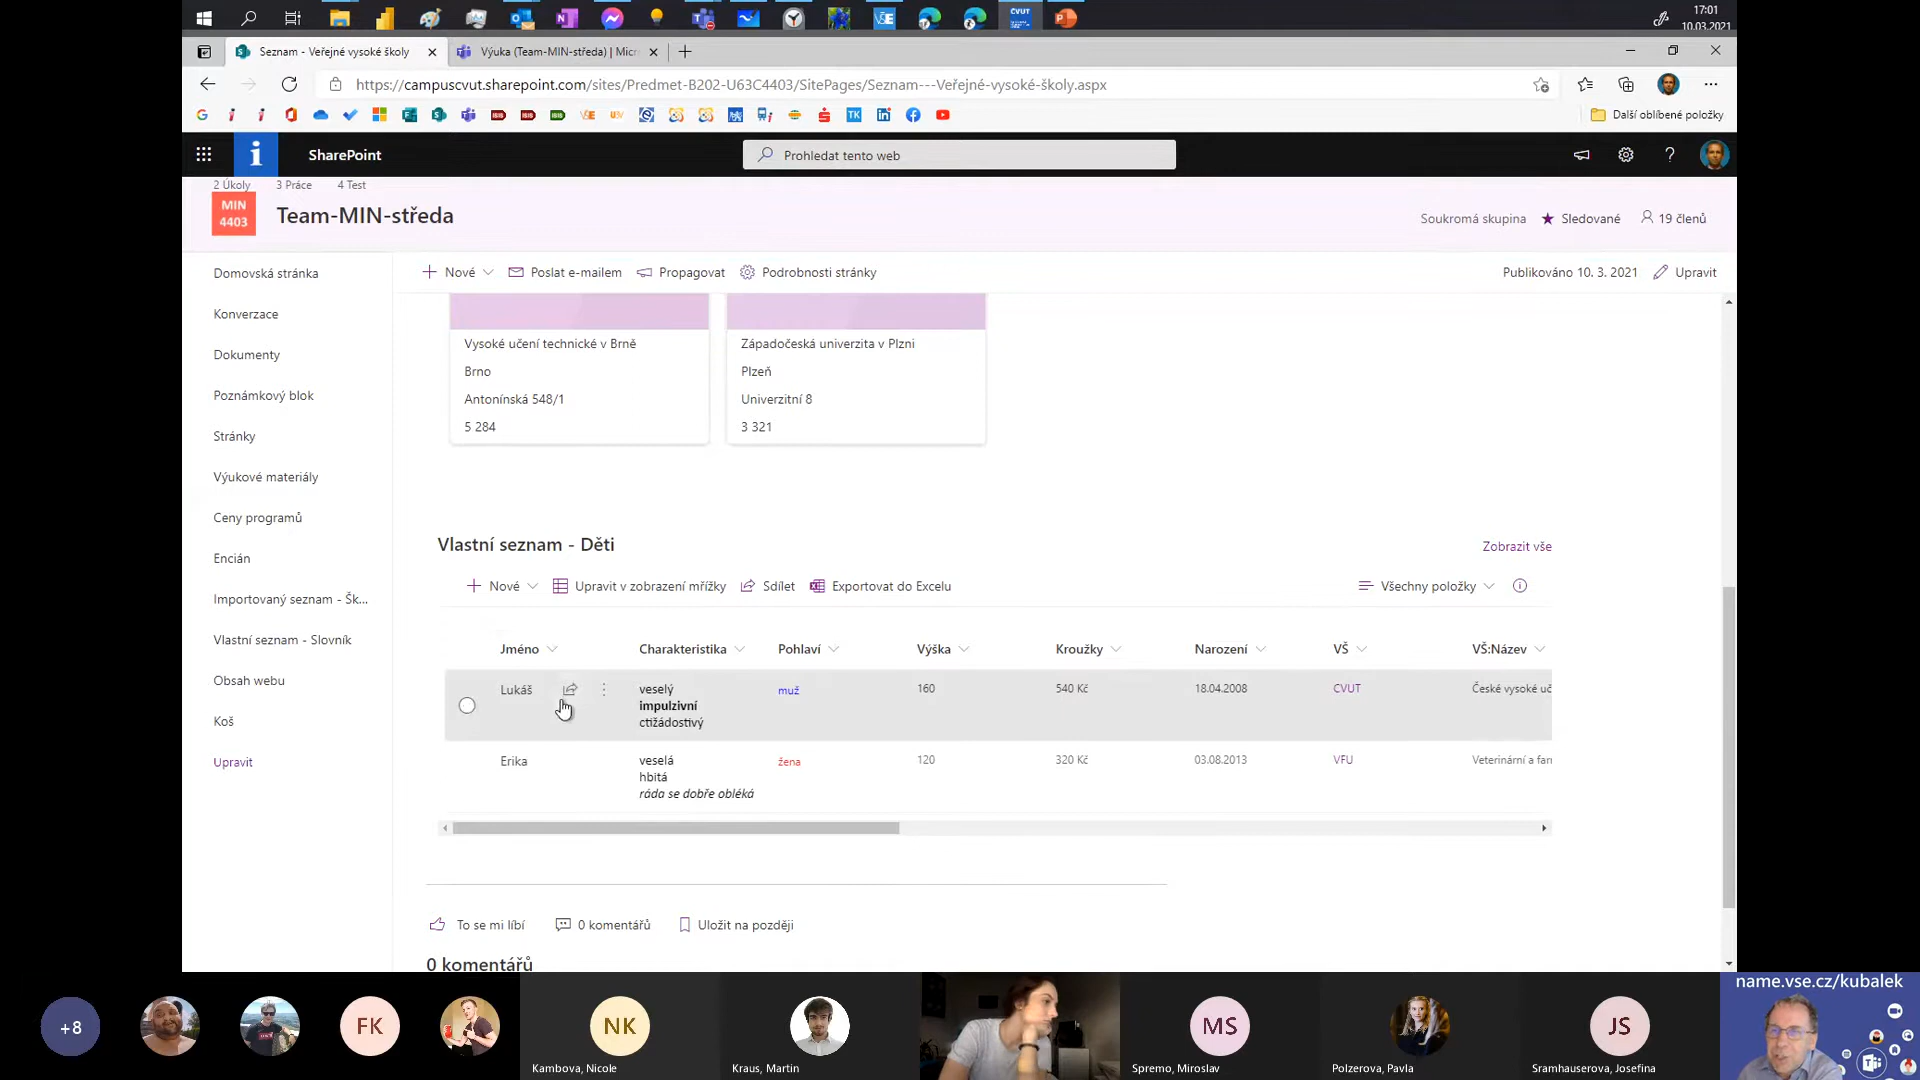 17:01
10.03.2021
Seznam - Veřejné vysoké školy
Výuka (Team-MIN-středa) | Micr
https://campuscvut.sharepoint.com/sites/Predmet-B202-U63C4403/SitePages/Seznam---Veřejné-vysoké-školy.aspx
Další oblíbené položky
SharePoint
Prohledat tento web
2 Úkoly 3 Práce 4 Test
MIN
4403
Team-MIN-středa
Soukromá skupina Sledované 19 členů
Domovská stránka
Konverzace
Dokumenty
Poznámkový blok
Stránky
Výukové materiály
Ceny programů
Encián
Importovaný seznam - Šk...
Vlastní seznam - Slovník
Obsah webu
Koš
Upravit
Nové Poslat e-mailem Propagovat Podrobnosti stránky
Publikováno 10. 3. 2021 Upravit
Vysoké učení technické v Brně
Brno
Antonínská 548/1
5 284
Západočeská univerzita v Plzni
Plzeň
Univerzitní 8
3 321
Vlastní seznam - Děti
Zobrazit vše
Nové Upravit v zobrazení mřížky Sdílet Exportovat do Excelu
Všechny položky
Jméno Charakteristika Pohlaví Výška Kroužky Narození VŠ VŠ:Název
Lukáš veselý muž 160 540 Kč 18.04.2008 CVUT České vysoké uč
impulzivní
ctižádostivý
Erika veselá žena 120 320 Kč 03.08.2013 VFU Veterinární a farr
hbitá
ráda se dobře obléká
To se mi líbí 0 komentářů Uložit na později
0 komentářů
+8
FK
NK
Kambova, Nicole
Kraus, Martin
MS
Spremo, Miroslav
Polzerova, Pavla
JS
Sramhauserova, Josefina
name.vse.cz/kubalek